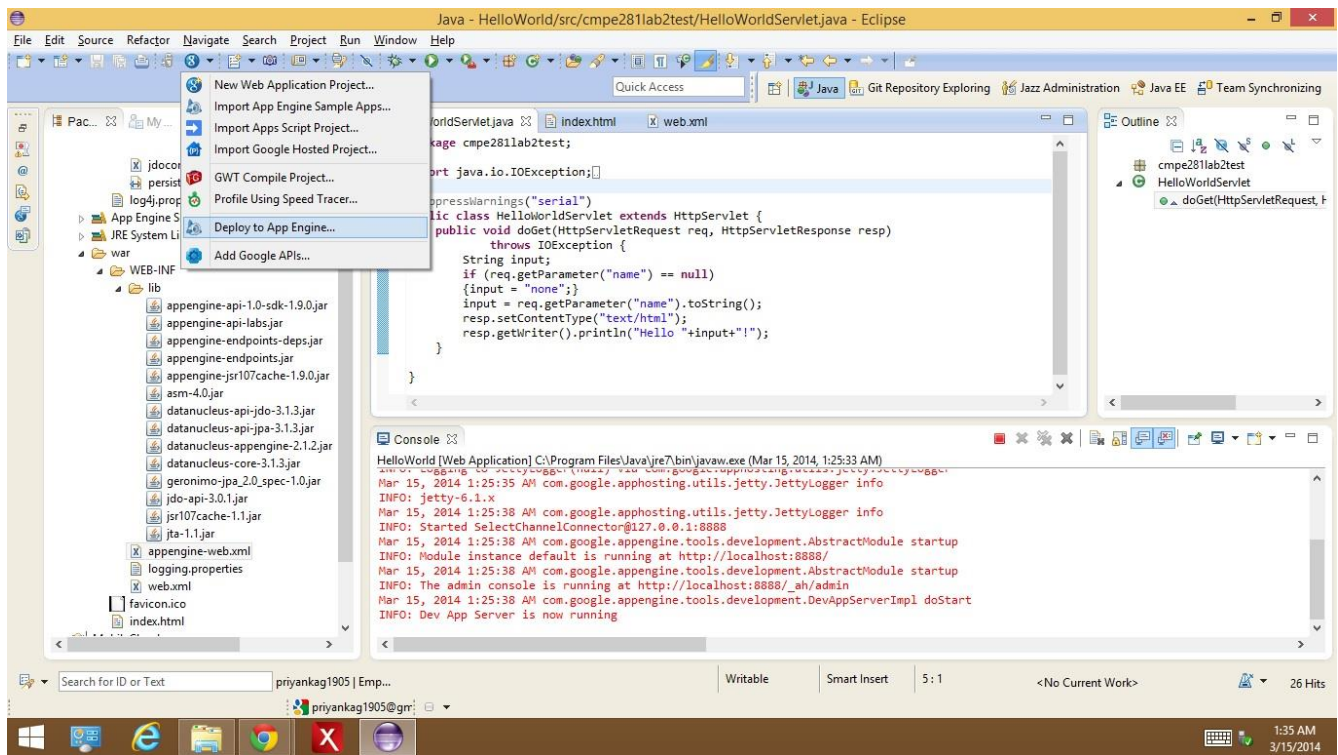 Java - HelloWorld/src/cmpe281lab2test/HelloWorldServlet.java - Eclipse
File Edit Source Refactor Navigate Search Project Run Window Help
Quick Access
Java
Git Repository Exploring
Jazz Administration
Java EE
Team Synchronizing
New Web Application Project...
Import App Engine Sample Apps...
Import Apps Script Project...
Import Google Hosted Project...
GWT Compile Project...
Profile Using Speed Tracer...
Deploy to App Engine...
Add Google APIs...
Pac...
My...
jdocon
persist
log4j.prop
App Engine S
JRE System Li
war
WEB-INF
lib
appengine-api-1.0-sdk-1.9.0.jar
appengine-api-labs.jar
appengine-endpoints-deps.jar
appengine-endpoints.jar
appengine-jsr107cache-1.9.0.jar
asm-4.0.jar
datanucleus-api-jdo-3.1.3.jar
datanucleus-api-jpa-3.1.3.jar
datanucleus-appengine-2.1.2.jar
datanucleus-core-3.1.3.jar
geronimo-jpa_2.0_spec-1.0.jar
jdo-api-3.0.1.jar
jsr107cache-1.1.jar
jta-1.1.jar
appengine-web.xml
logging.properties
web.xml
favicon.ico
index.html
orldServlet.java
index.html
web.xml
kage cmpe281lab2test;
ort java.io.IOException;
pressWarnings("serial")
lic class HelloWorldServlet extends HttpServlet {
public void doGet(HttpServletRequest req, HttpServletResponse resp)
throws IOException {
String input;
if (req.getParameter("name") == null)
{input = "none";}
input = req.getParameter("name").toString();
resp.setContentType("text/html");
resp.getWriter().println("Hello "+input+"!");
}
}
Outline
cmpe281lab2test
HelloWorldServlet
doGet(HttpServletRequest, H
Console
HelloWorld [Web Application] C:\Program Files\Java\jre7\bin\javaw.exe (Mar 15, 2014, 1:25:33 AM)
INFO: Logging to JettyLogger(null) via com.google.apphosting.utils.jetty.JettyLogger
Mar 15, 2014 1:25:35 AM com.google.apphosting.utils.jetty.JettyLogger info
INFO: jetty-6.1.x
Mar 15, 2014 1:25:38 AM com.google.apphosting.utils.jetty.JettyLogger info
INFO: Started SelectChannelConnector@127.0.0.1:8888
Mar 15, 2014 1:25:38 AM com.google.appengine.tools.development.AbstractModule startup
INFO: Module instance default is running at http://localhost:8888/
Mar 15, 2014 1:25:38 AM com.google.appengine.tools.development.AbstractModule startup
INFO: The admin console is running at http://localhost:8888/_ah/admin
Mar 15, 2014 1:25:38 AM com.google.appengine.tools.development.DevAppServerImpl doStart
INFO: Dev App Server is now running
Search for ID or Text
priyankag1905 | Emp...
Writable
Smart Insert
5 : 1
<No Current Work>
26 Hits
priyankag1905@gm
1:35 AM
3/15/2014